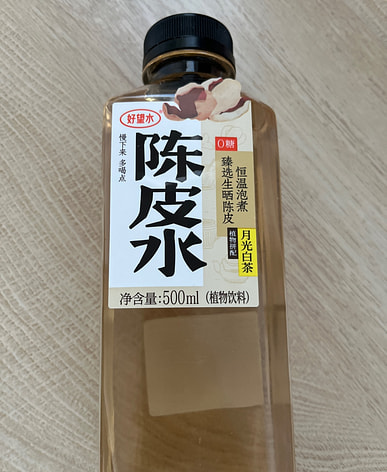 好望水
慢下来 多喝点
陈皮水
0糖
臻选生晒陈皮
恒温泡煮
植物拼配
月光白茶
净含量:500ml (植物饮料)